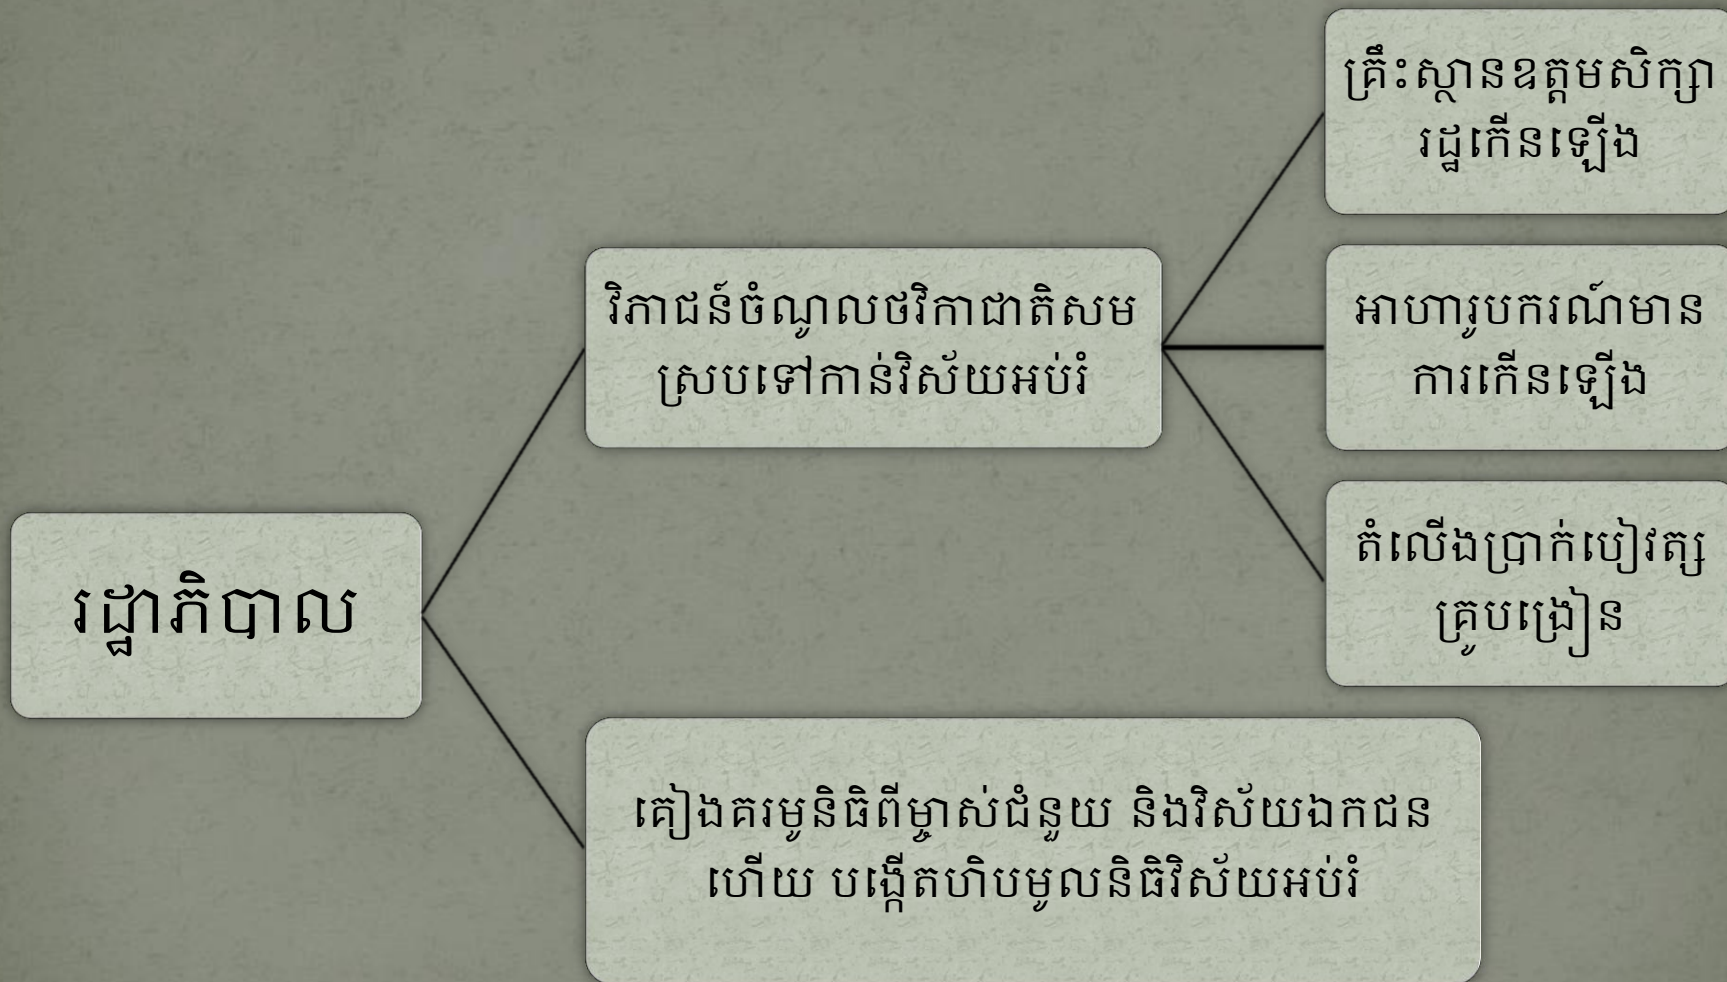 រដ្ឋាភិបាល
វិភាជន៍ចំណូលថវិកាជាតិសម
ស្របទៅកាន់វិស័យអប់រំ
គ្រឹះស្ថានឧត្តមសិក្សា
រដ្ឋកើនឡើង
អាហារូបករណ៍មាន
ការកើនឡើង
តំលើងប្រាក់បៀវត្ស
គ្រូបង្រៀន
គៀងគរមូនិធិពីម្ចាស់ជំនួយ និងវិស័យឯកជន
ហើយ បង្កើតហិបមូលនិធិវិស័យអប់រំ